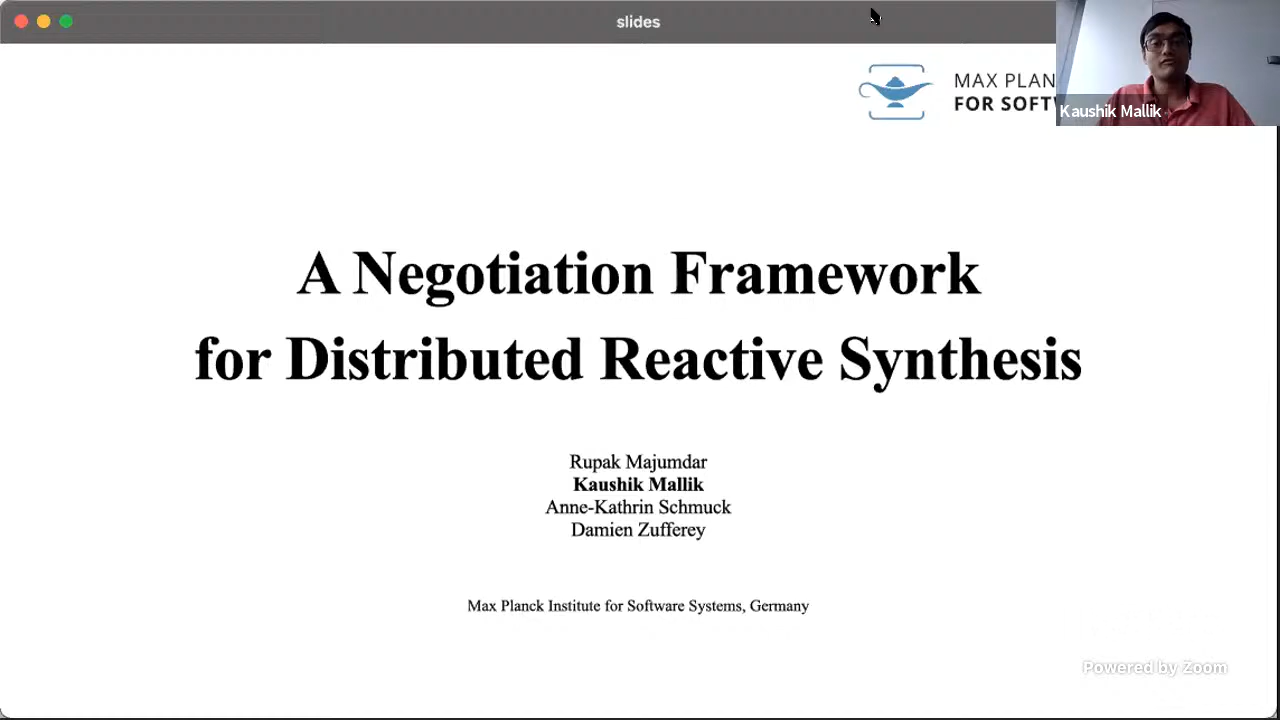 slides
MAX PLAN
FOR SOFTW
Kaushik Mallik
A Negotiation Framework
for Distributed Reactive Synthesis
Rupak Majumdar
Kaushik Mallik
Anne-Kathrin Schmuck
Damien Zufferey
Max Planck Institute for Software Systems, Germany
Powered by Zoom